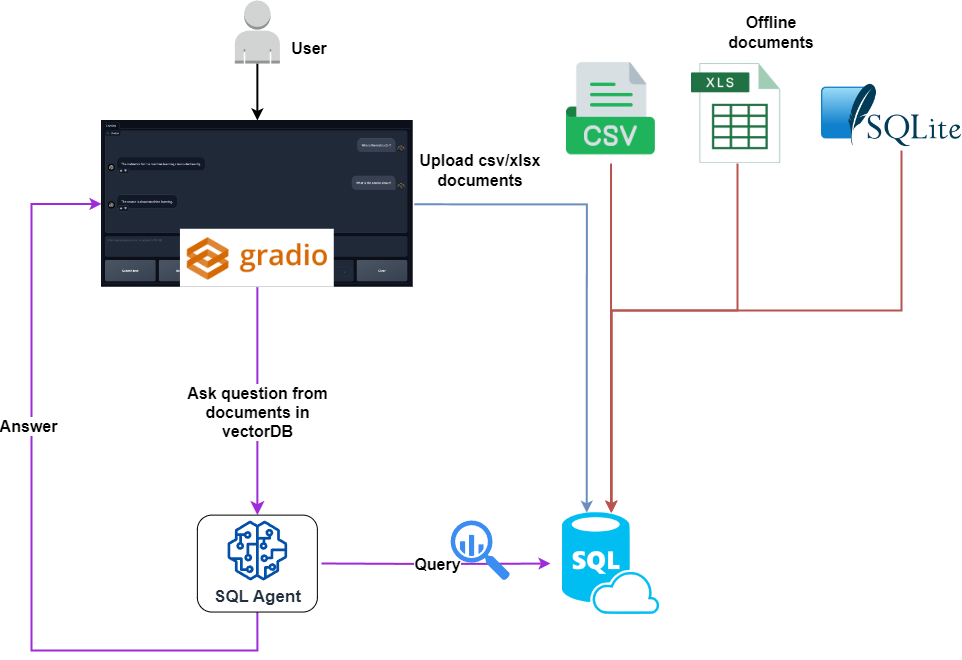 User
Offline
documents
XLS
CSV
SQLite
Upload csv/xlsx
documents
gradio
Ask question from
documents in
vectorDB
Answer
SQL Agent
Query
SQL